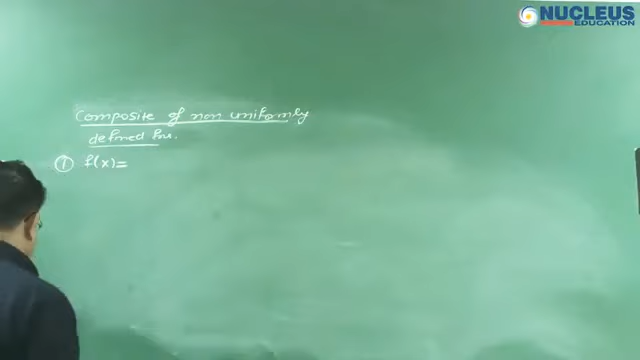 NUCLEUS
EDUCATION
Composite of non uniformly
defined fns.
① f(x)=